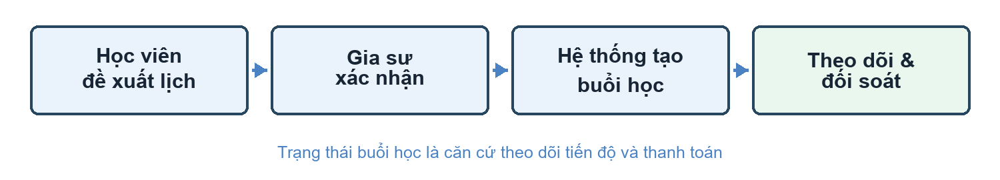 Học viên
đề xuất lịch
Gia sư
xác nhận
Hệ thống tạo
buổi học
Theo dõi &
đối soát
Trạng thái buổi học là căn cứ theo dõi tiến độ và thanh toán